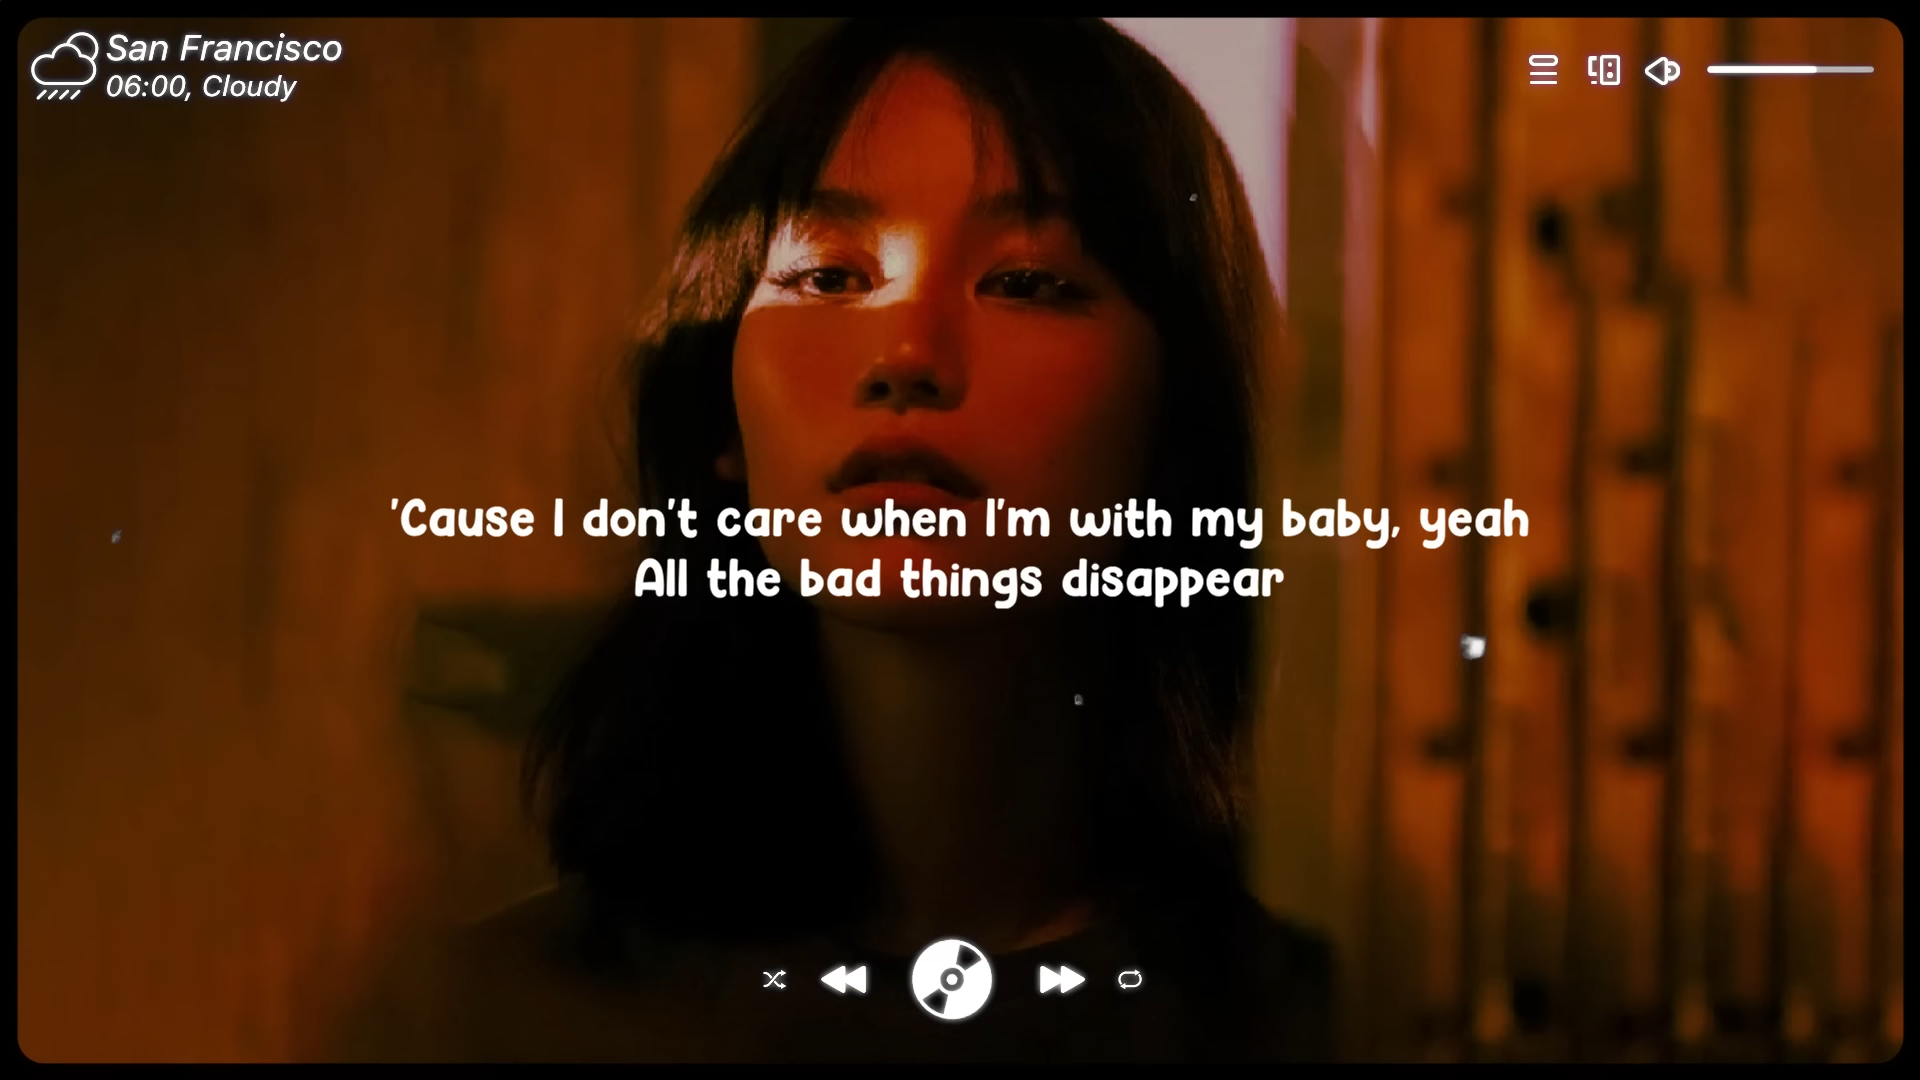 San Francisco
06:00, Cloudy
'Cause I don't care when I'm with my baby, yeah
All the bad things disappear